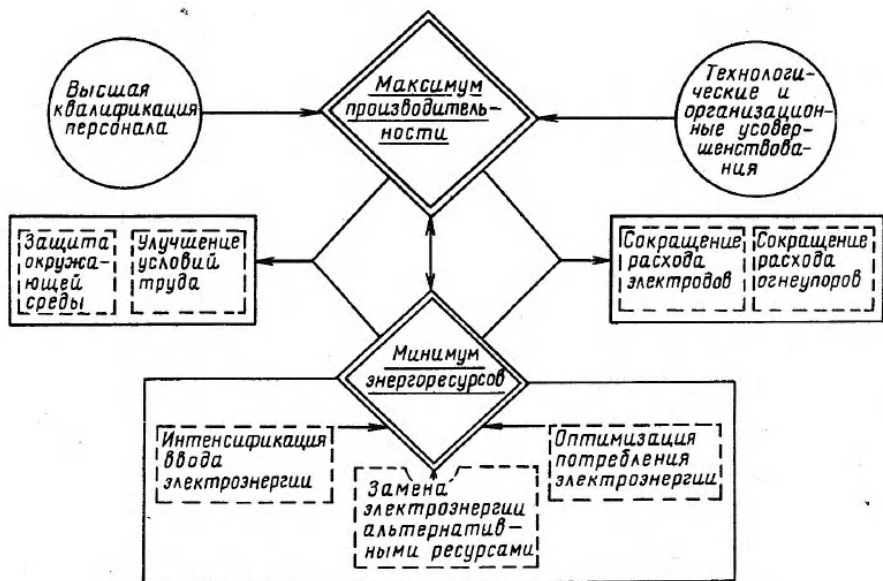 Высшая
квалификация
персонала
Максимум
производитель-
ности
Технологи-
ческие и
организацион-
ные усовер-
шенствова-
ния
Защита
окружа-
ющей
среды
Улучшение
условий
труда
Сокращение
расхода
электродов
Сокращение
расхода
огнеупоров
Минимум
энергоресурсов
Интенсификация
ввода
электроэнергии
Замена
электроэнергии
альтернатив-
ными ресурсами
Оптимизация
потребления
электроэнергии